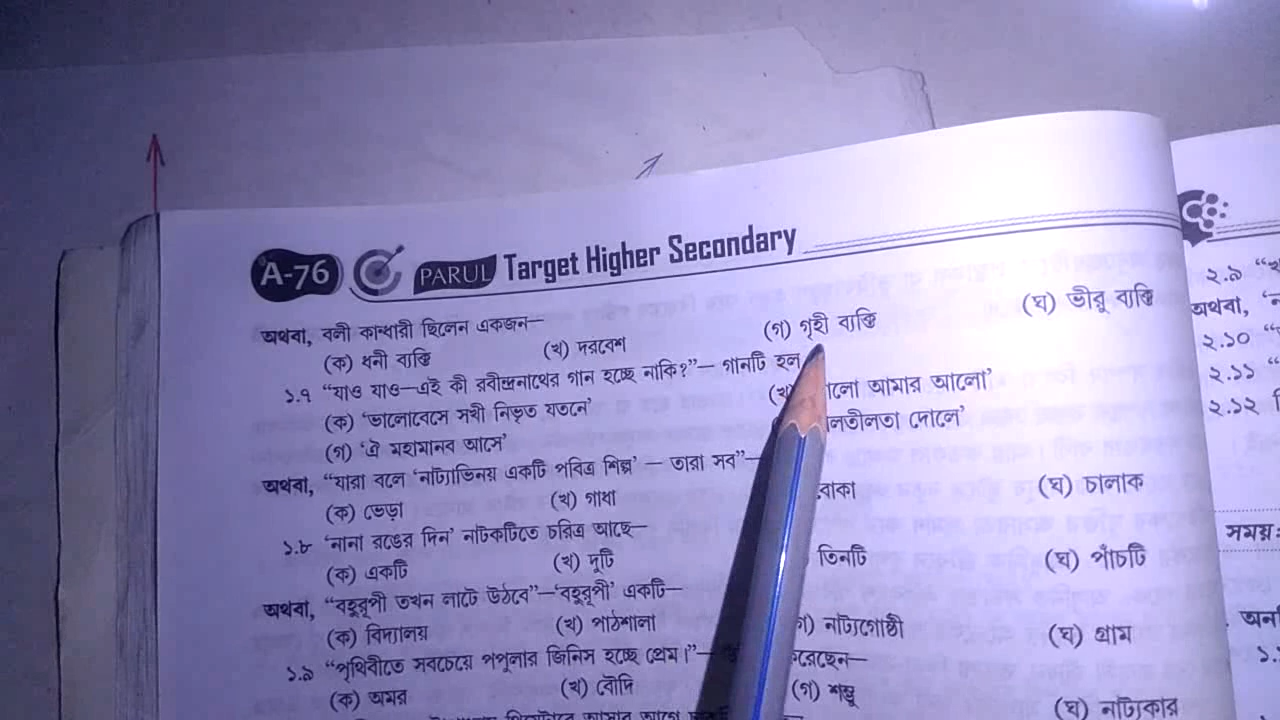 A-76 PARUL Target Higher Secondary
অথবা, বলী কান্ধারী ছিলেন একজন—
(ক) ধনী ব্যক্তি (খ) দরবেশ (গ) গৃহী ব্যক্তি (ঘ) ভীরু ব্যক্তি
১.৭ “যাও যাও—এই কী রবীন্দ্রনাথের গান হচ্ছে নাকি?”— গানটি হল
(ক) ‘ভালোবেসে সখী নিভৃত যতনে’ (খ) আমার আলো’
(গ) ‘ঐ মহামানব আসে’ দোলে’
অথবা, “যারা বলে ‘নাট্যাভিনয় একটি পবিত্র শিল্প’ — তারা সব”—
(ক) ভেড়া (খ) গাধা বোকা (ঘ) চালাক
১.৮ ‘নানা রঙের দিন’ নাটকটিতে চরিত্র আছে—
(ক) একটি (খ) দুটি তিনটি (ঘ) পাঁচটি
অথবা, “বহুরূপী তখন লাটে উঠবে”—‘বহুরূপী’ একটি—
(ক) বিদ্যালয় (খ) পাঠশালা (গ) নাট্যগোষ্ঠী (ঘ) গ্রাম
১.৯ “পৃথিবীতে সবচেয়ে পপুলার জিনিস হচ্ছে প্রেম।”— করেছেন—
(ক) অমর (খ) বৌদি (গ) শম্ভু (ঘ) নাট্যকার
২.৯
অথবা,
২.১০
২.১১
২.১২
সময়: